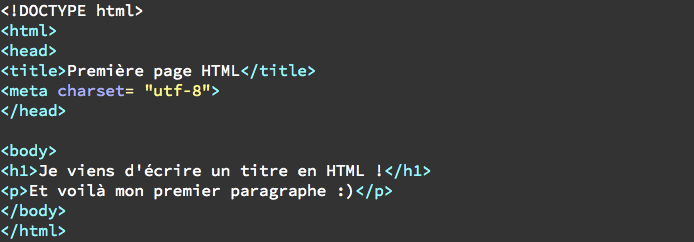 <!DOCTYPE html>
<html>
<head>
<title>Première page HTML</title>
<meta charset= "utf-8">
</head>
<body>
<h1>Je viens d'écrire un titre en HTML !</h1>
<p>Et voilà mon premier paragraphe :)</p>
</body>
</html>